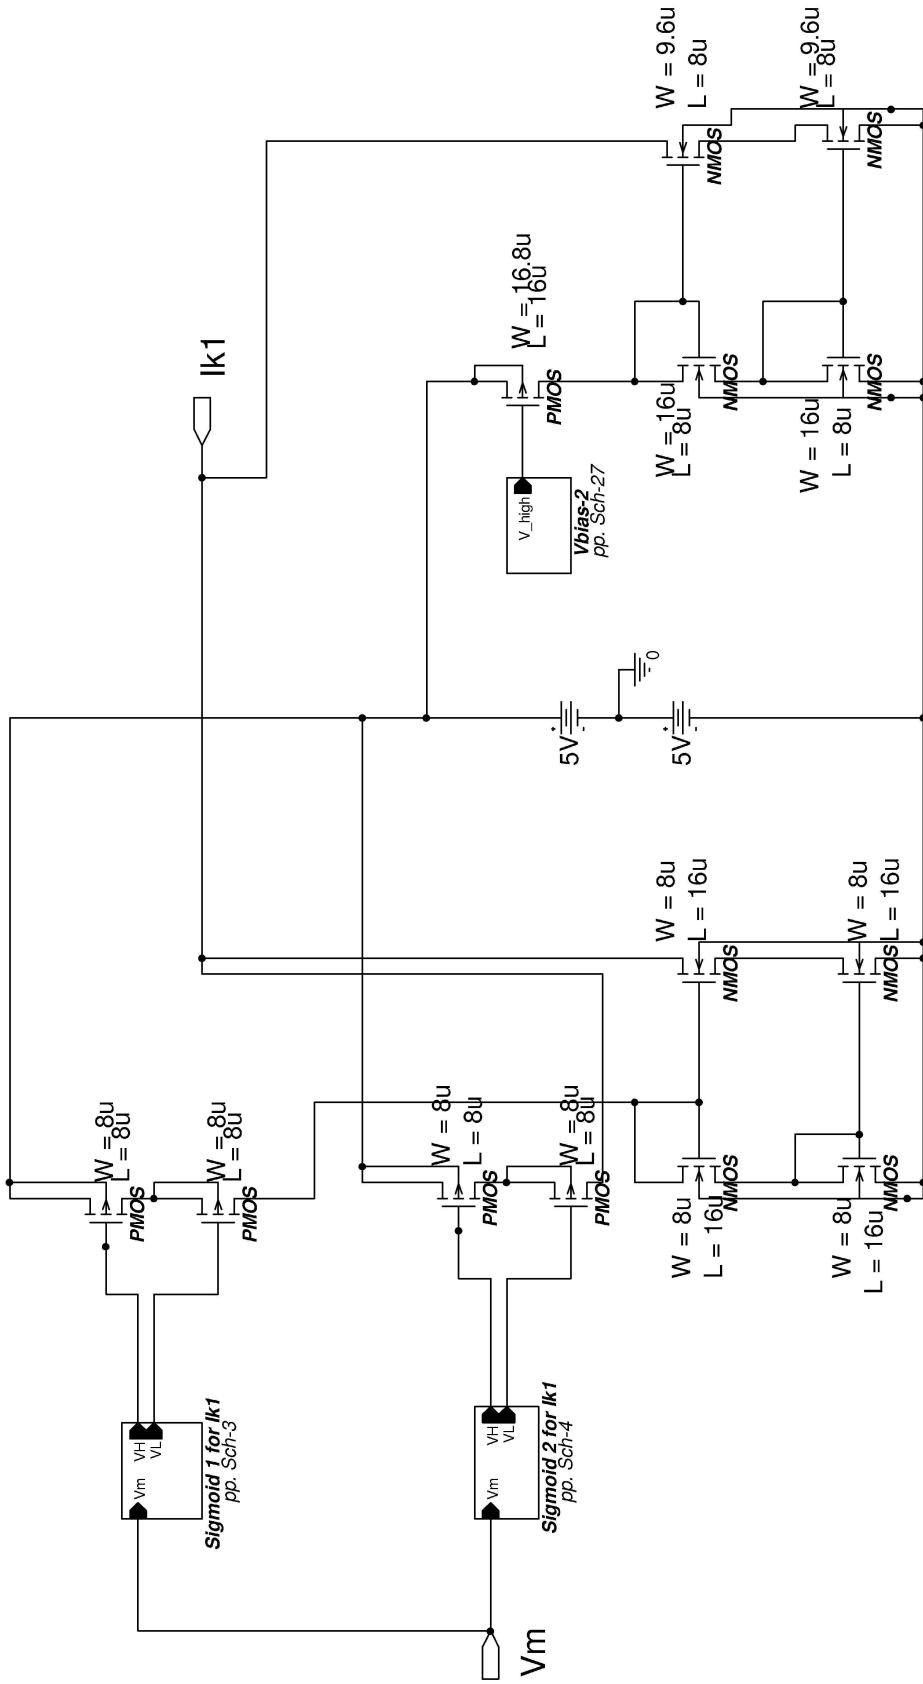 Ik1
W = 9.6u
L = 8u
NMOS
W = 9.6u
L = 8u
NMOS
W = 16.8u
L = 16u
PMOS
V_high
Vbias-2
pp. Sch-27
W = 16u
L = 8u
NMOS
W = 16u
L = 8u
NMOS
0
5V
+
-
5V
+
-
W = 8u
L = 16u
NMOS
W = 8u
L = 16u
NMOS
W = 8u
L = 8u
PMOS
W = 8u
L = 8u
PMOS
W = 8u
L = 8u
PMOS
W = 8u
L = 8u
PMOS
W = 8u
L = 16u
NMOS
W = 8u
L = 16u
NMOS
Vm
VH
VL
Sigmoid 1 for Ik1
pp. Sch-3
Vm
VH
VL
Sigmoid 2 for Ik1
pp. Sch-4
Vm